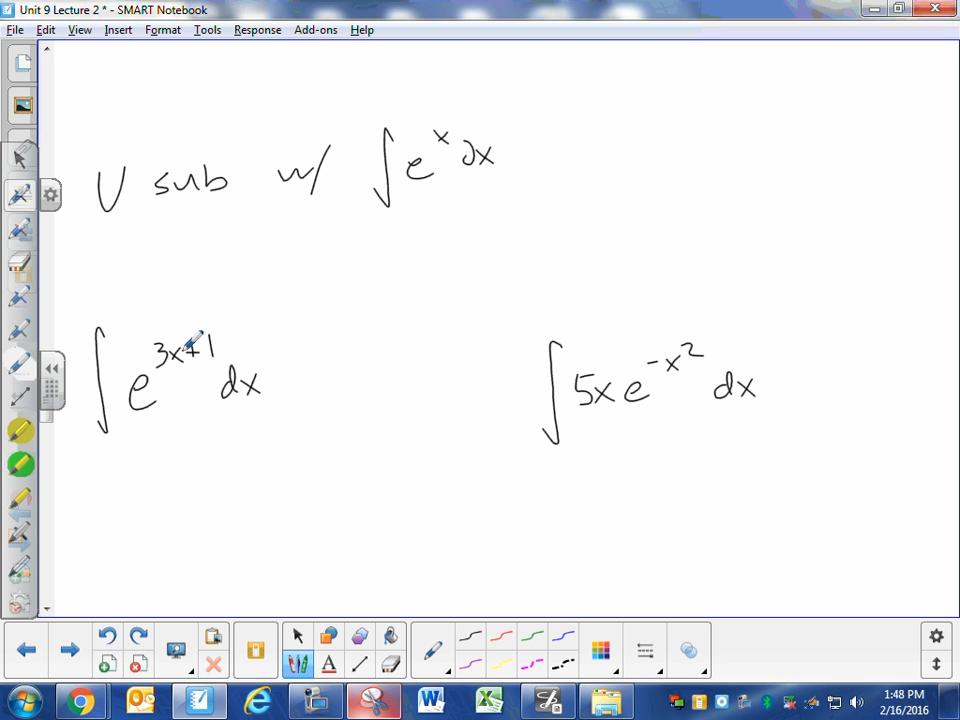 Unit 9 Lecture 2 * - SMART Notebook
File Edit View Insert Format Tools Response Add-ons Help
U sub w/ ∫ e^x dx
∫ e^{3x+1} dx
∫ 5x e^{-x^2} dx
A
1:48 PM
2/16/2016